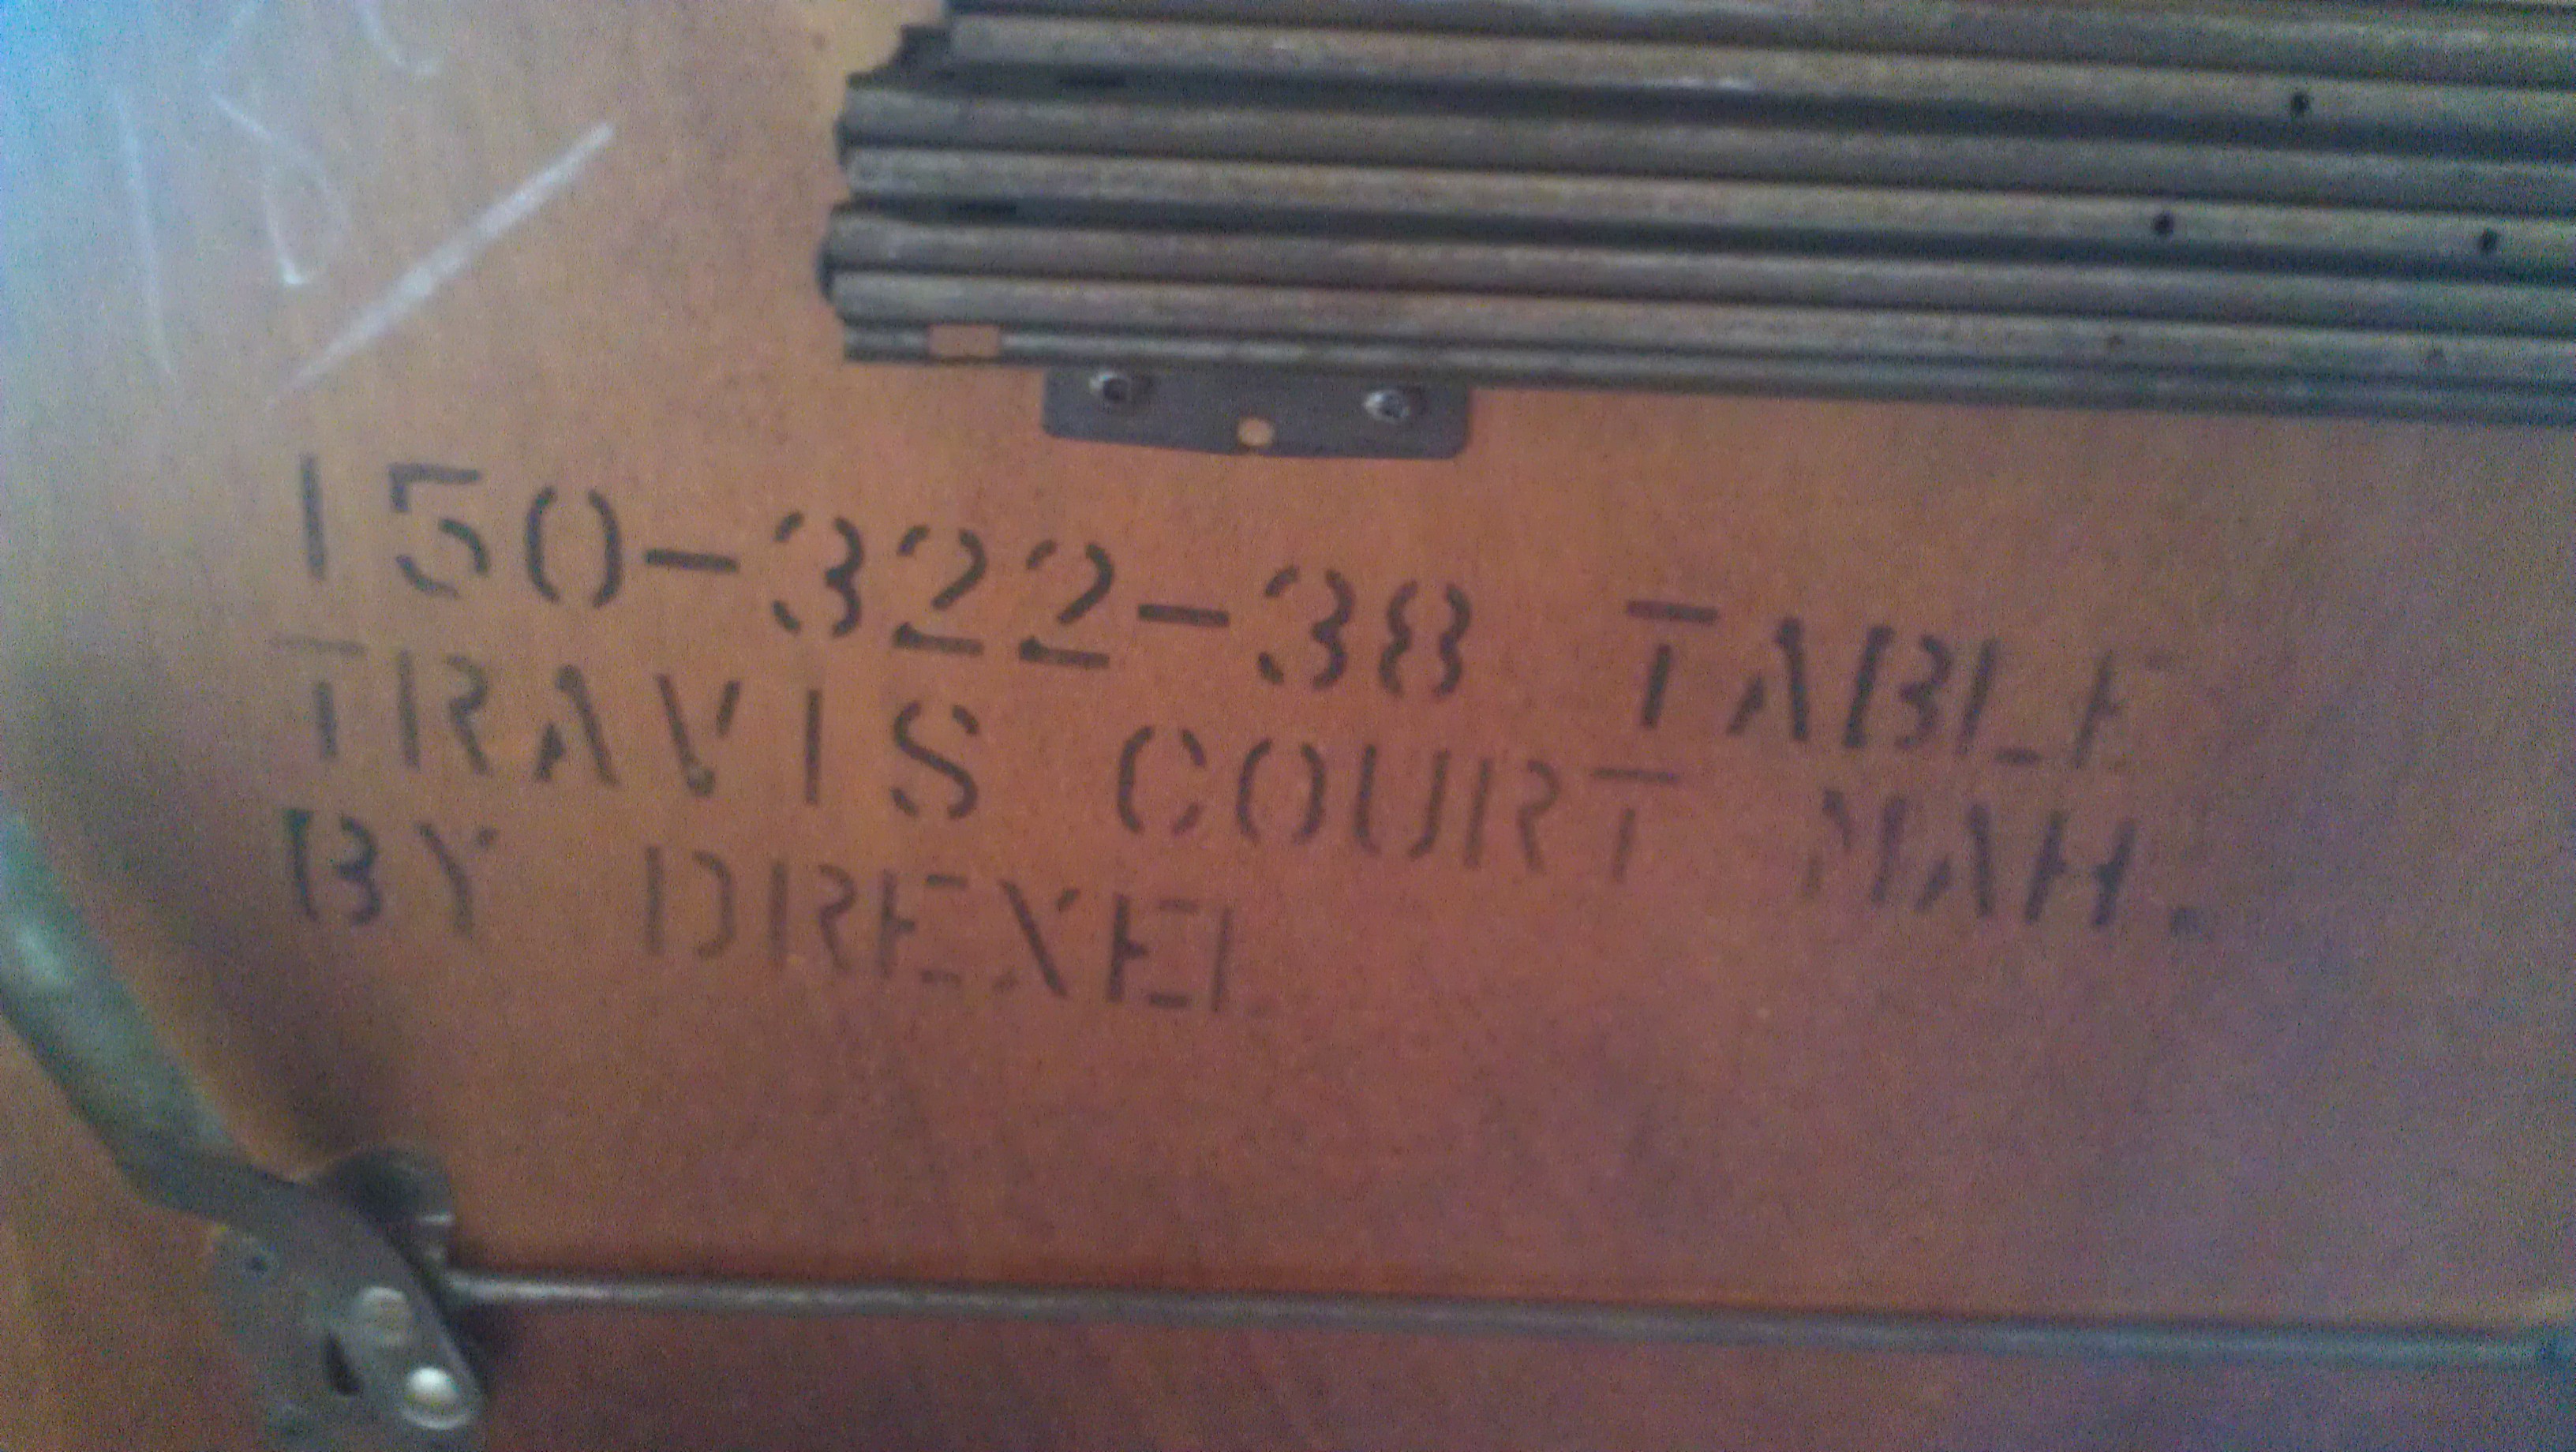 150-322-38 TABLE
TRAVIS COURT MAH.
BY DREXEL